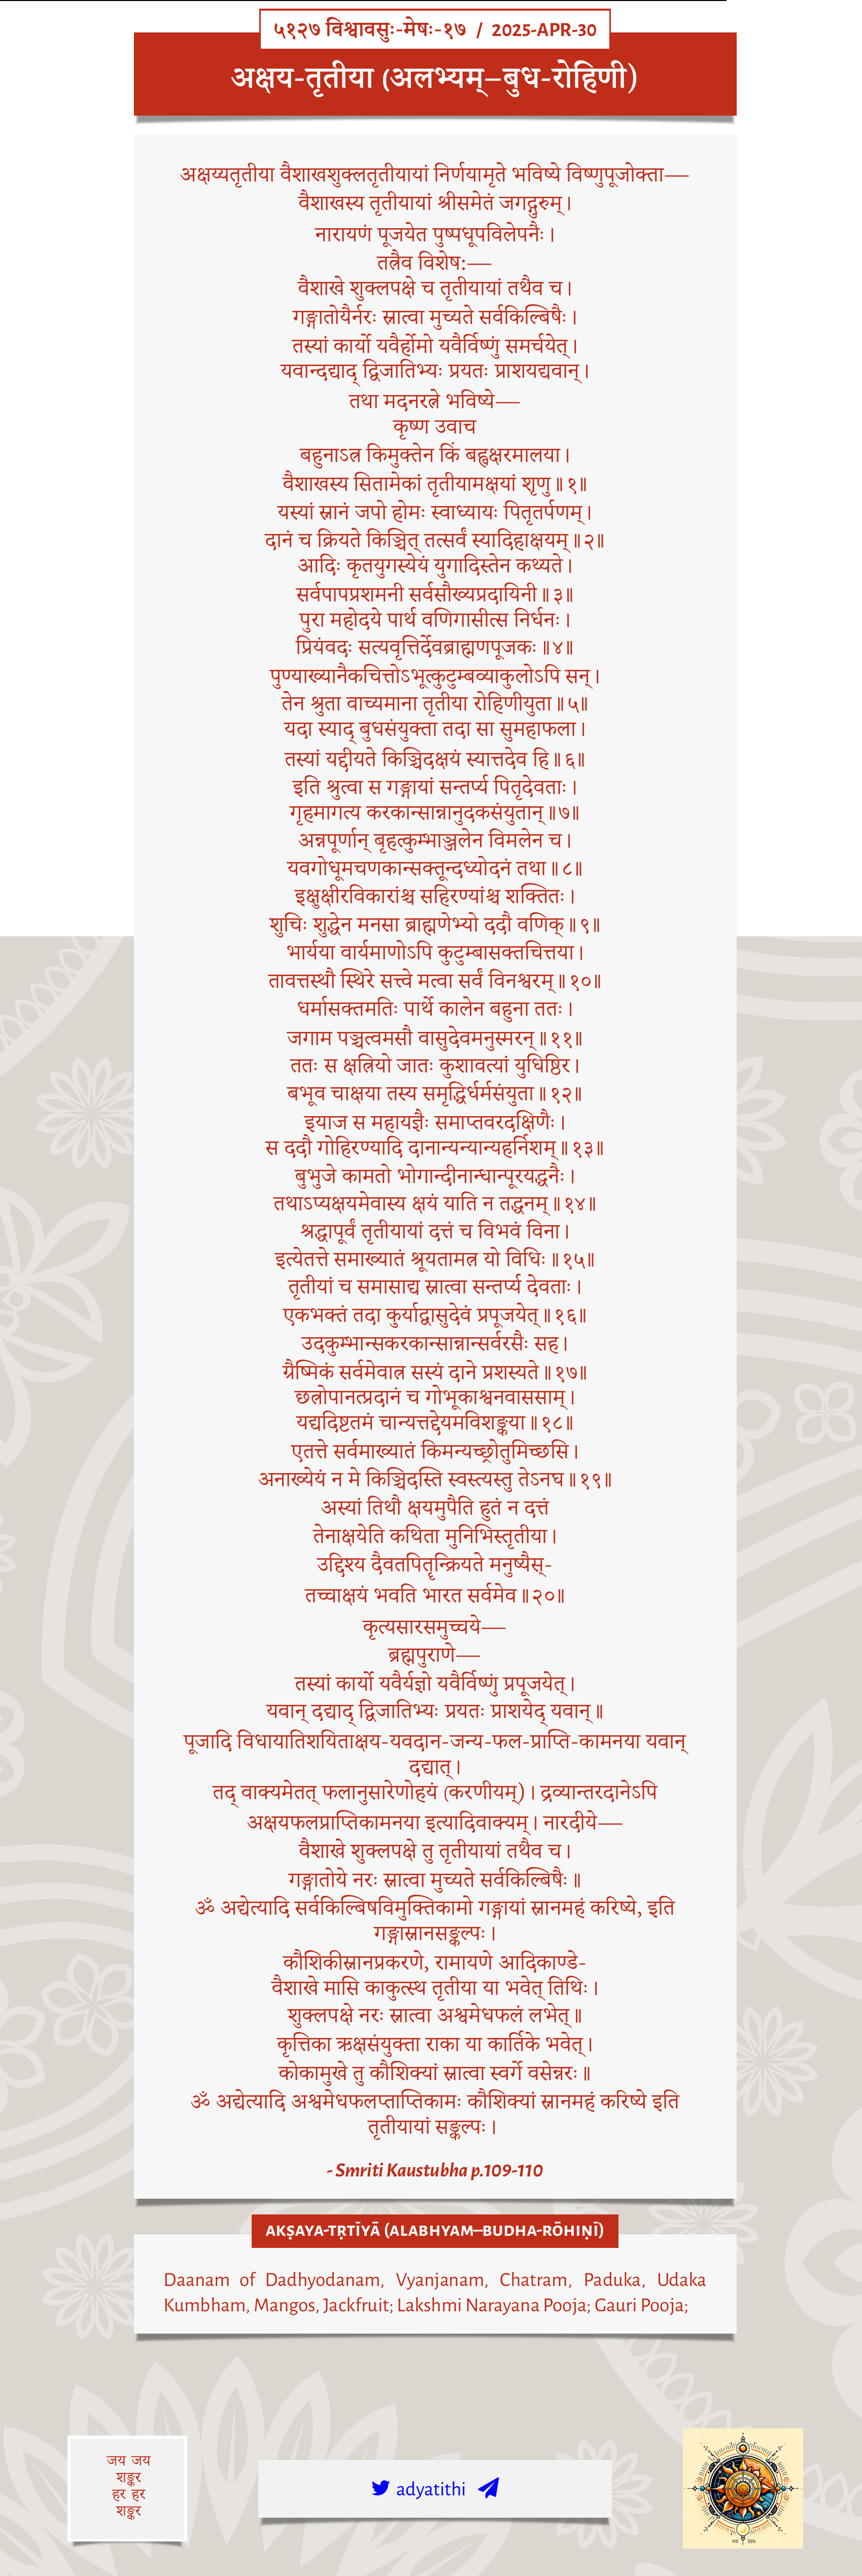 ५१२७ विश्वावसुः-मेषः-१७ / 2025-APR-30
अक्षय-तृतीया (अलभ्यम्–बुध-रोहिणी)
अक्षय्यतृतीया वैशाखशुक्लतृतीयायां निर्णयामृते भविष्ये विष्णुपूजोक्ता—
वैशाखस्य तृतीयायां श्रीसमेतं जगद्गुरुम्।
नारायणं पूजयेत पुष्पधूपविलेपनैः।
तत्रैव विशेष:—
वैशाखे शुक्लपक्षे च तृतीयायां तथैव च।
गङ्गातोयैर्नरः स्नात्वा मुच्यते सर्वकिल्बिषैः।
तस्यां कार्यो यवैर्होमो यवैर्विष्णुं समर्चयेत्।
यवान्दद्याद् द्विजातिभ्यः प्रयतः प्राशयद्यवान्।
तथा मदनरत्ने भविष्ये—
कृष्ण उवाच
बहुनाऽत्र किमुक्तेन किं बह्वक्षरमालया।
वैशाखस्य सितामेकां तृतीयामक्षयां शृणु॥१॥
यस्यां स्नानं जपो होमः स्वाध्यायः पितृतर्पणम्।
दानं च क्रियते किञ्चित् तत्सर्वं स्यादिहाक्षयम्॥२॥
आदिः कृतयुगस्येयं युगादिस्तेन कथ्यते।
सर्वपापप्रशमनी सर्वसौख्यप्रदायिनी॥३॥
पुरा महोदये पार्थ वणिगासीत्स निर्धनः।
प्रियंवदः सत्यवृत्तिर्देवब्राह्मणपूजकः॥४॥
पुण्याख्यानैकचित्तोऽभूत्कुटुम्बव्याकुलोऽपि सन्।
तेन श्रुता वाच्यमाना तृतीया रोहिणीयुता॥५॥
यदा स्याद् बुधसंयुक्ता तदा सा सुमहाफला।
तस्यां यद्दीयते किञ्चिदक्षयं स्यात्तदेव हि॥६॥
इति श्रुत्वा स गङ्गायां सन्तर्प्य पितृदेवताः।
गृहमागत्य करकान्सान्नानुदकसंयुतान्॥७॥
अन्नपूर्णान् बृहत्कुम्भाञ्जलेन विमलेन च।
यवगोधूमचणकान्सक्तून्दध्योदनं तथा॥८॥
इक्षुक्षीरविकारांश्च सहिरण्यांश्च शक्तितः।
शुचिः शुद्धेन मनसा ब्राह्मणेभ्यो ददौ वणिक्॥९॥
भार्यया वार्यमाणोऽपि कुटुम्बासक्तचित्तया।
तावत्तस्थौ स्थिरे सत्त्वे मत्वा सर्वं विनश्वरम्॥१०॥
धर्मासक्तमतिः पार्थे कालेन बहुना ततः।
जगाम पञ्चत्वमसौ वासुदेवमनुस्मरन्॥११॥
ततः स क्षत्रियो जातः कुशावत्यां युधिष्ठिर।
बभूव चाक्षया तस्य समृद्धिर्धर्मसंयुता॥१२॥
इयाज स महायज्ञैः समाप्तवरदक्षिणैः।
स ददौ गोहिरण्यादि दानान्यन्यान्यहर्निशम्॥१३॥
बुभुजे कामतो भोगान्दीनान्धान्पूरयद्धनैः।
तथाऽप्यक्षयमेवास्य क्षयं याति न तद्धनम्॥१४॥
श्रद्धापूर्वं तृतीयायां दत्तं च विभवं विना।
इत्येतत्ते समाख्यातं श्रूयतामत्र यो विधिः॥१५॥
तृतीयां च समासाद्य स्नात्वा सन्तर्प्य देवताः।
एकभक्तं तदा कुर्याद्वासुदेवं प्रपूजयेत्॥१६॥
उदकुम्भान्सकरकान्सान्नान्सर्वरसैः सह।
ग्रैष्मिकं सर्वमेवात्र सस्यं दाने प्रशस्यते॥१७॥
छत्रोपानत्प्रदानं च गोभूकाश्वनवाससाम्।
यद्यदिष्टतमं चान्यत्तद्देयमविशङ्कया॥१८॥
एतत्ते सर्वमाख्यातं किमन्यच्छ्रोतुमिच्छसि।
अनाख्येयं न मे किञ्चिदस्ति स्वस्त्यस्तु तेऽनघ॥१९॥
अस्यां तिथौ क्षयमुपैति हुतं न दत्तं
तेनाक्षयेति कथिता मुनिभिस्तृतीया।
उद्दिश्य दैवतपितॄन्क्रियते मनुष्यैस्-
तच्चाक्षयं भवति भारत सर्वमेव॥२०॥
कृत्यसारसमुच्चये—
ब्रह्मपुराणे—
तस्यां कार्यो यवैर्यज्ञो यवैर्विष्णुं प्रपूजयेत्।
यवान् दद्याद् द्विजातिभ्यः प्रयतः प्राशयेद् यवान्॥
पूजादि विधायातिशयिताक्षय-यवदान-जन्य-फल-प्राप्ति-कामनया यवान्
दद्यात्।
तद् वाक्यमेतत् फलानुसारेणोहयं (करणीयम्)। द्रव्यान्तरदानेऽपि
अक्षयफलप्राप्तिकामनया इत्यादिवाक्यम्। नारदीये—
वैशाखे शुक्लपक्षे तु तृतीयायां तथैव च।
गङ्गातोये नरः स्नात्वा मुच्यते सर्वकिल्बिषैः॥
ॐ अद्येत्यादि सर्वकिल्बिषविमुक्तिकामो गङ्गायां स्नानमहं करिष्ये, इति
गङ्गास्नानसङ्कल्पः।
कौशिकीस्नानप्रकरणे, रामायणे आदिकाण्डे-
वैशाखे मासि काकुत्स्थ तृतीया या भवेत् तिथिः।
शुक्लपक्षे नरः स्नात्वा अश्वमेधफलं लभेत्॥
कृत्तिका ऋक्षसंयुक्ता राका या कार्तिके भवेत्।
कोकामुखे तु कौशिक्यां स्नात्वा स्वर्गे वसेन्नरः॥
ॐ अद्येत्यादि अश्वमेधफलप्ताप्तिकामः कौशिक्यां स्नानमहं करिष्ये इति
तृतीयायां सङ्कल्पः।
- Smriti Kaustubha p.109-110
AKṢAYA-TṚTĪYĀ (ALABHYAM–BUDHA-RŌHIṆĪ)
Daanam of Dadhyodanam, Vyanjanam, Chatram, Paduka, Udaka
Kumbham, Mangos, Jackfruit; Lakshmi Narayana Pooja; Gauri Pooja;
जय जय
शङ्कर
हर हर
शङ्कर
adyatithi